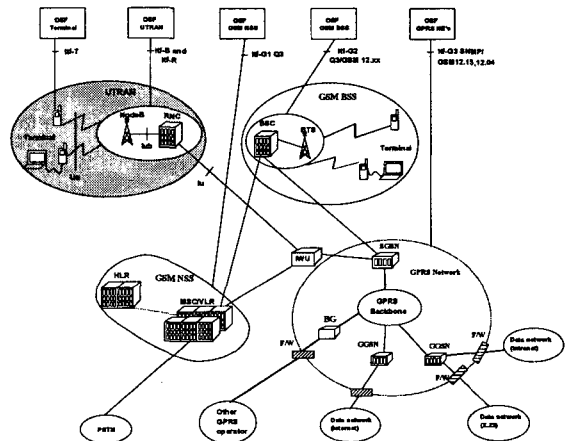 OSF
Terminal
OSF
UTRAN
OSF
GSM NSS
OSF
GSM BSS
OSF
GPRS NE's
Itf-T
Itf-B and
Itf-R
Itf-G1 Q3
Itf-G2
Q3/GSM 12.xx
Itf-G3 SNMP/
GSM12.15,12.04
UTRAN
GSM BSS
NodeB
RNC
Iub
Terminal
Uu
BSC
BTS
Terminal
Iu
IWU
SGSN
GPRS Network
GSM NSS
HLR
MSC/VLR
GPRS
Backbone
BG
F/W
GGSN
GGSN
F/W
F/W
Data network
(Intranet)
PSTN
Other
GPRS
operator
Data network
(Internet)
Data network
(X.25)